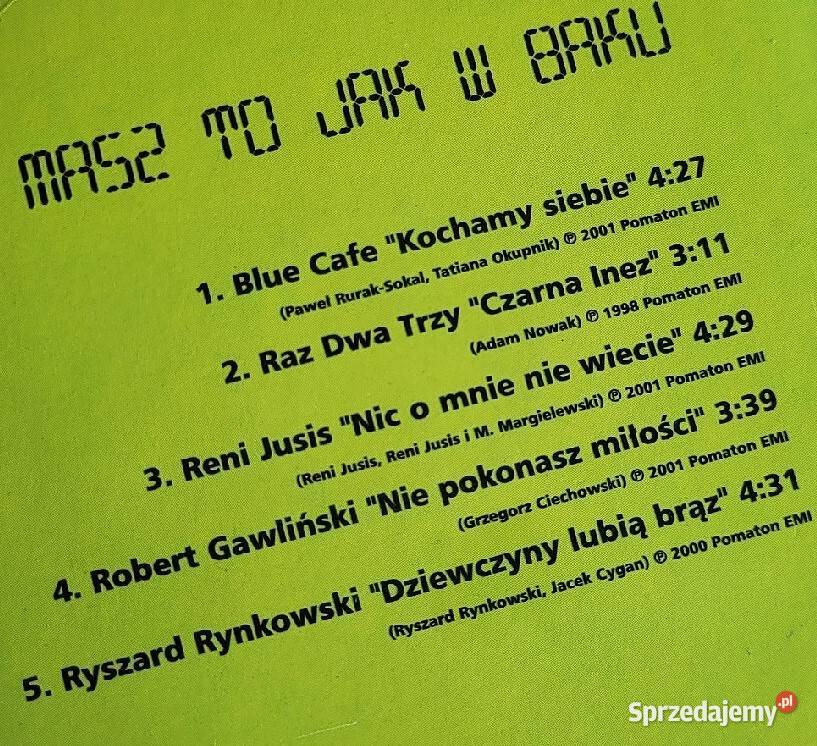 MASZ TO JAK W BAKU
1. Blue Cafe "Kochamy siebie" 4:27
(Paweł Rurak-Sokal, Tatiana Okupnik) ℗ 2001 Pomaton EMI
2. Raz Dwa Trzy "Czarna Inez" 3:11
(Adam Nowak) ℗ 1998 Pomaton EMI
3. Reni Jusis "Nic o mnie nie wiecie" 4:29
(Reni Jusis, Reni Jusis i M. Margielewski) ℗ 2001 Pomaton EMI
4. Robert Gawliński "Nie pokonasz miłości" 3:39
(Grzegorz Ciechowski) ℗ 2001 Pomaton EMI
5. Ryszard Rynkowski "Dziewczyny lubią brąz" 4:31
(Ryszard Rynkowski, Jacek Cygan) ℗ 2000 Pomaton EMI
Sprzedajemy.pl